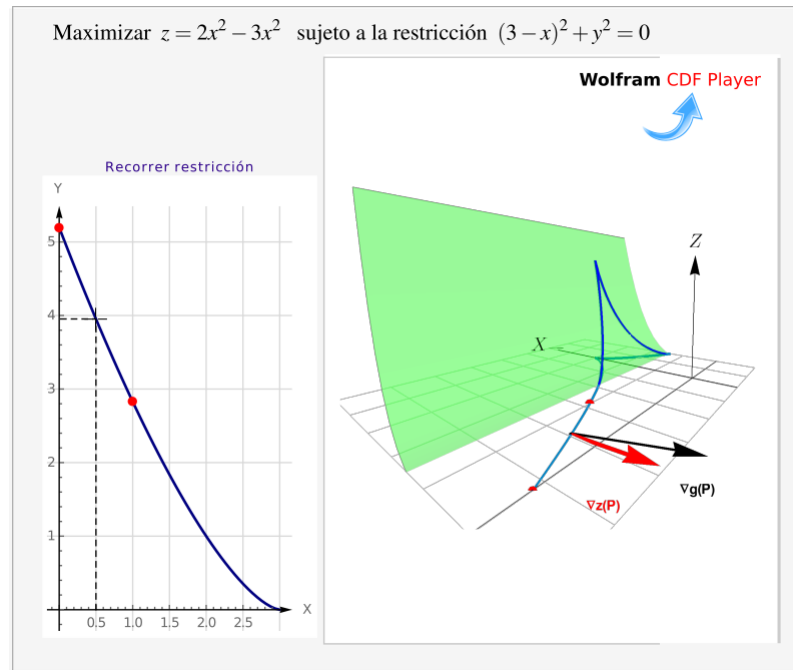 Maximizar z = 2x² − 3x² sujeto a la restricción (3 − x)² + y² = 0
Wolfram CDF Player
Recorrer restricción
Y
5
4
3
2
1
0.5 1.0 1.5 2.0 2.5
X
Z
X
∇g(P)
∇z(P)